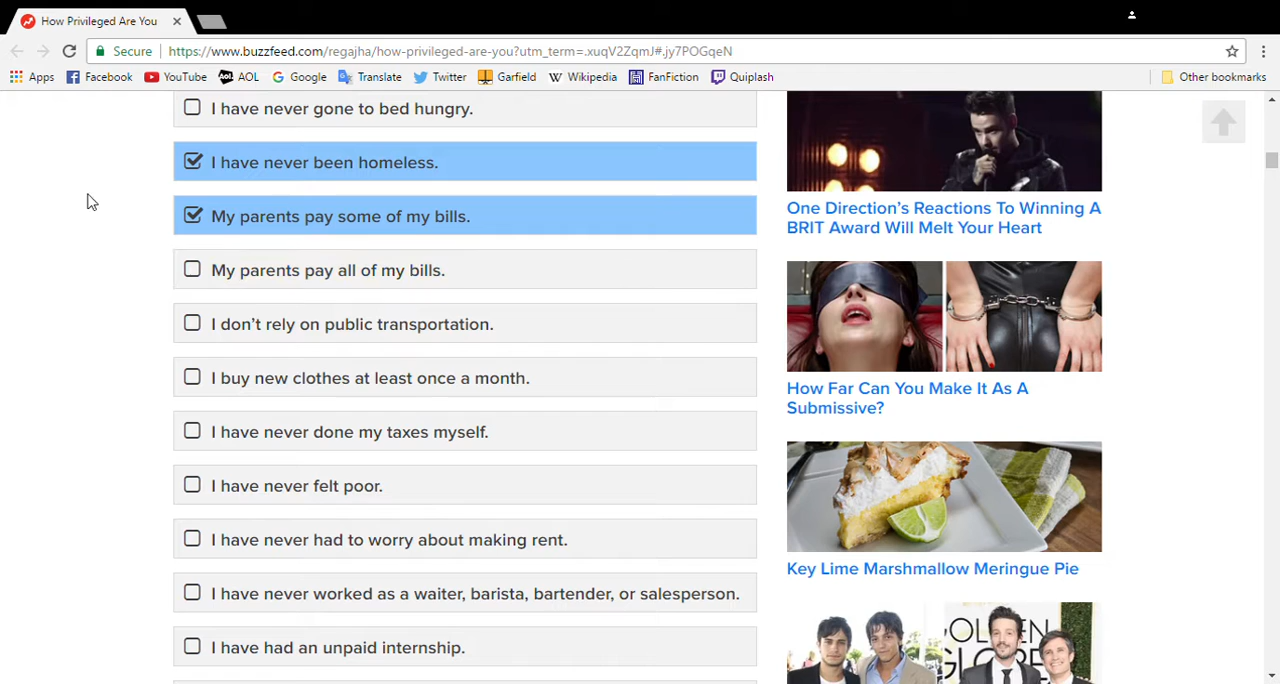 How Privileged Are You
Secure https://www.buzzfeed.com/regajha/how-privileged-are-you?utm_term=.xuqV2ZqmJ#.jy7POGqeN
Apps Facebook YouTube AOL Google Translate Twitter Garfield Wikipedia FanFiction Quiplash Other bookmarks
I have never gone to bed hungry.
I have never been homeless.
My parents pay some of my bills.
My parents pay all of my bills.
I don’t rely on public transportation.
I buy new clothes at least once a month.
I have never done my taxes myself.
I have never felt poor.
I have never had to worry about making rent.
I have never worked as a waiter, barista, bartender, or salesperson.
I have had an unpaid internship.
One Direction’s Reactions To Winning A
BRIT Award Will Melt Your Heart
How Far Can You Make It As A
Submissive?
Key Lime Marshmallow Meringue Pie
GOLDEN
GLOBE